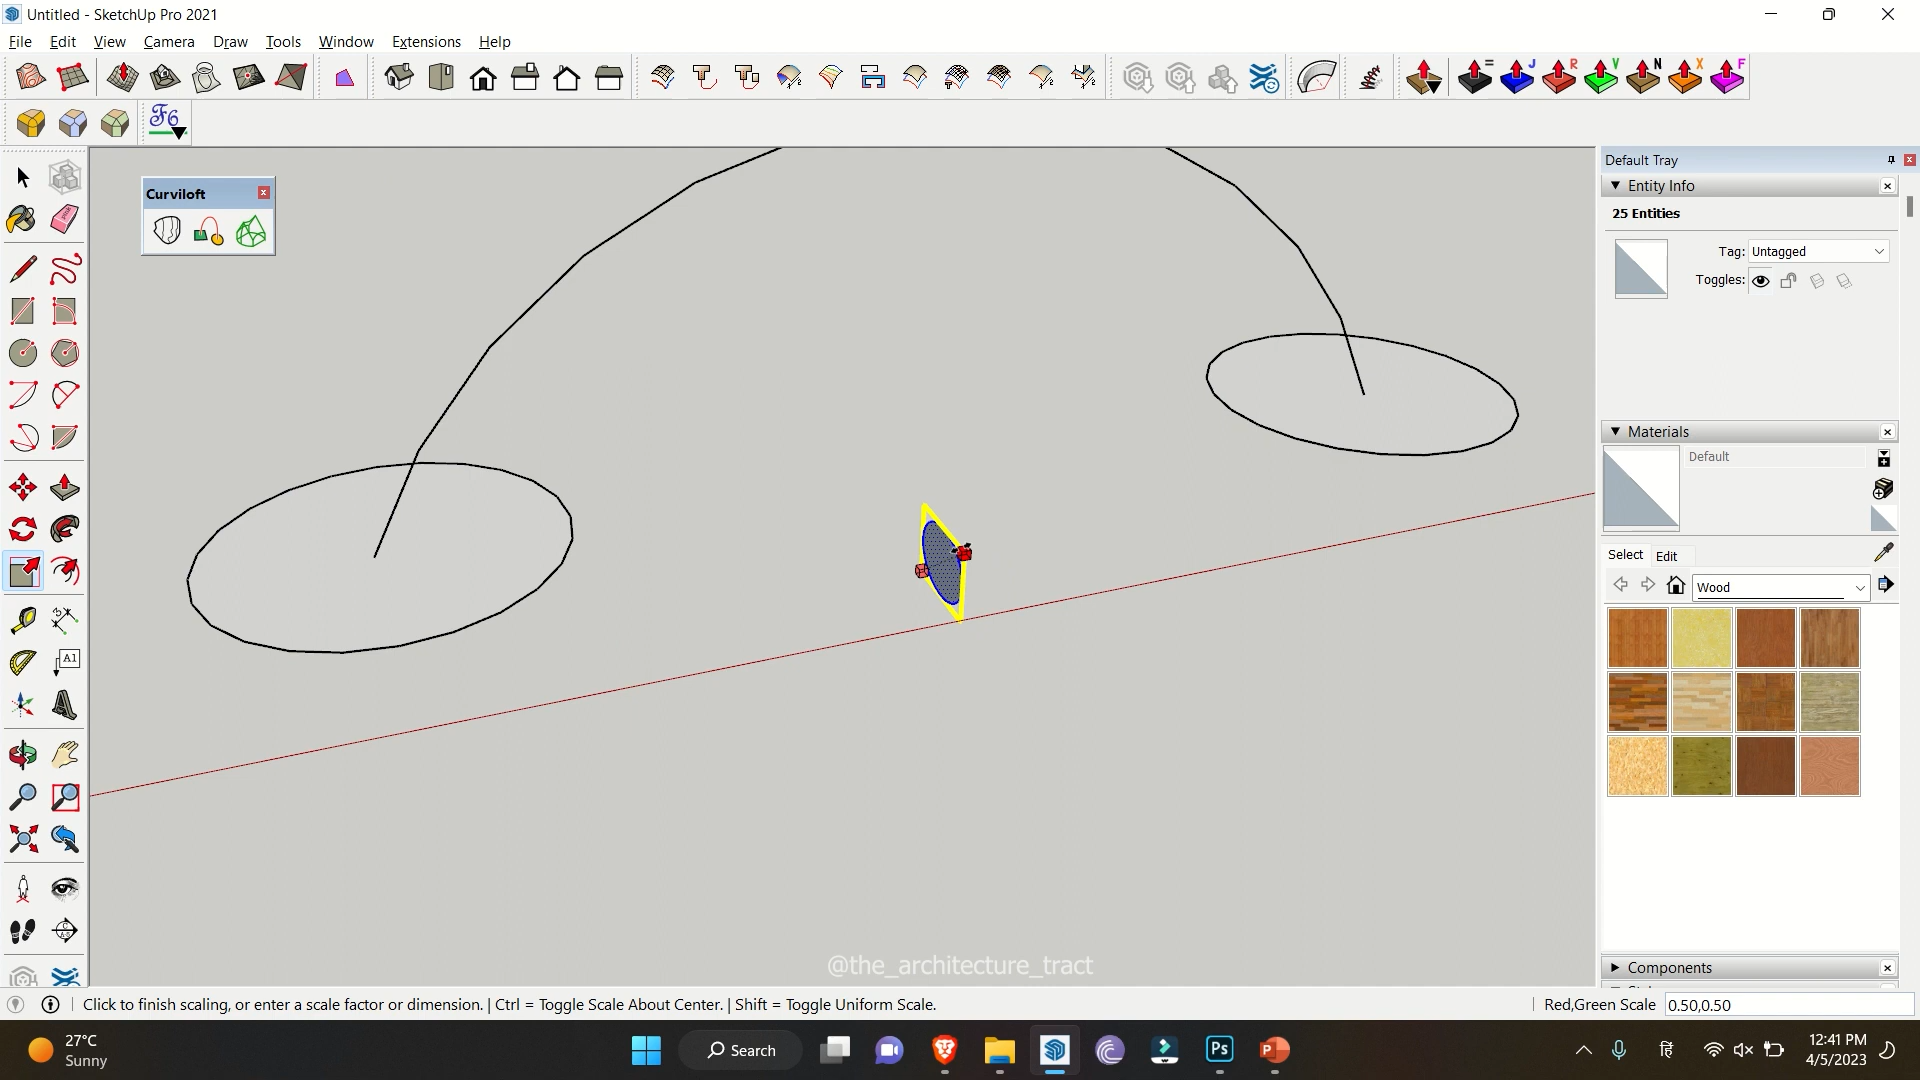 Untitled - SketchUp Pro 2021
File Edit View Camera Draw Tools Window Extensions Help
= J R V N X F
F6
Curviloft
A1
Default Tray
Entity Info
25 Entities
Tag: Untagged
Toggles:
Materials
Default
Select Edit
Wood
Components
@the_architecture_tract
Click to finish scaling, or enter a scale factor or dimension. | Ctrl = Toggle Scale About Center. | Shift = Toggle Uniform Scale.
Red,Green Scale 0.50,0.50
27°C
Sunny
Search
Ps
P
हिं
12:41 PM
4/5/2023